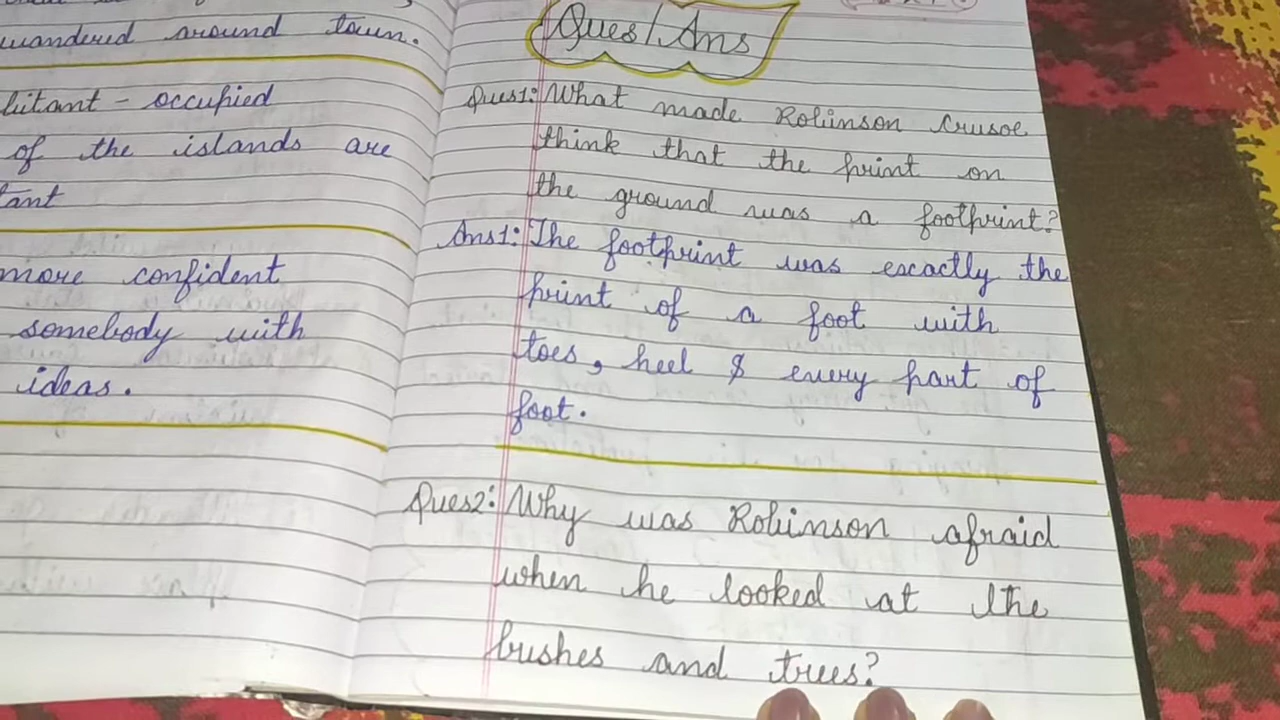 wandered around town.
- occupied
of the islands are
more confident
somebody with
ideas.
Ques/Ans
Ques1: What made Robinson Crusoe
think that the print on
the ground was a footprint?
Ans1: The footprint was escactly the
print of a foot with
toes, heel $ every part of
foot.
Ques2: Why was Robinson afraid
when he looked at the
bushes and trees?